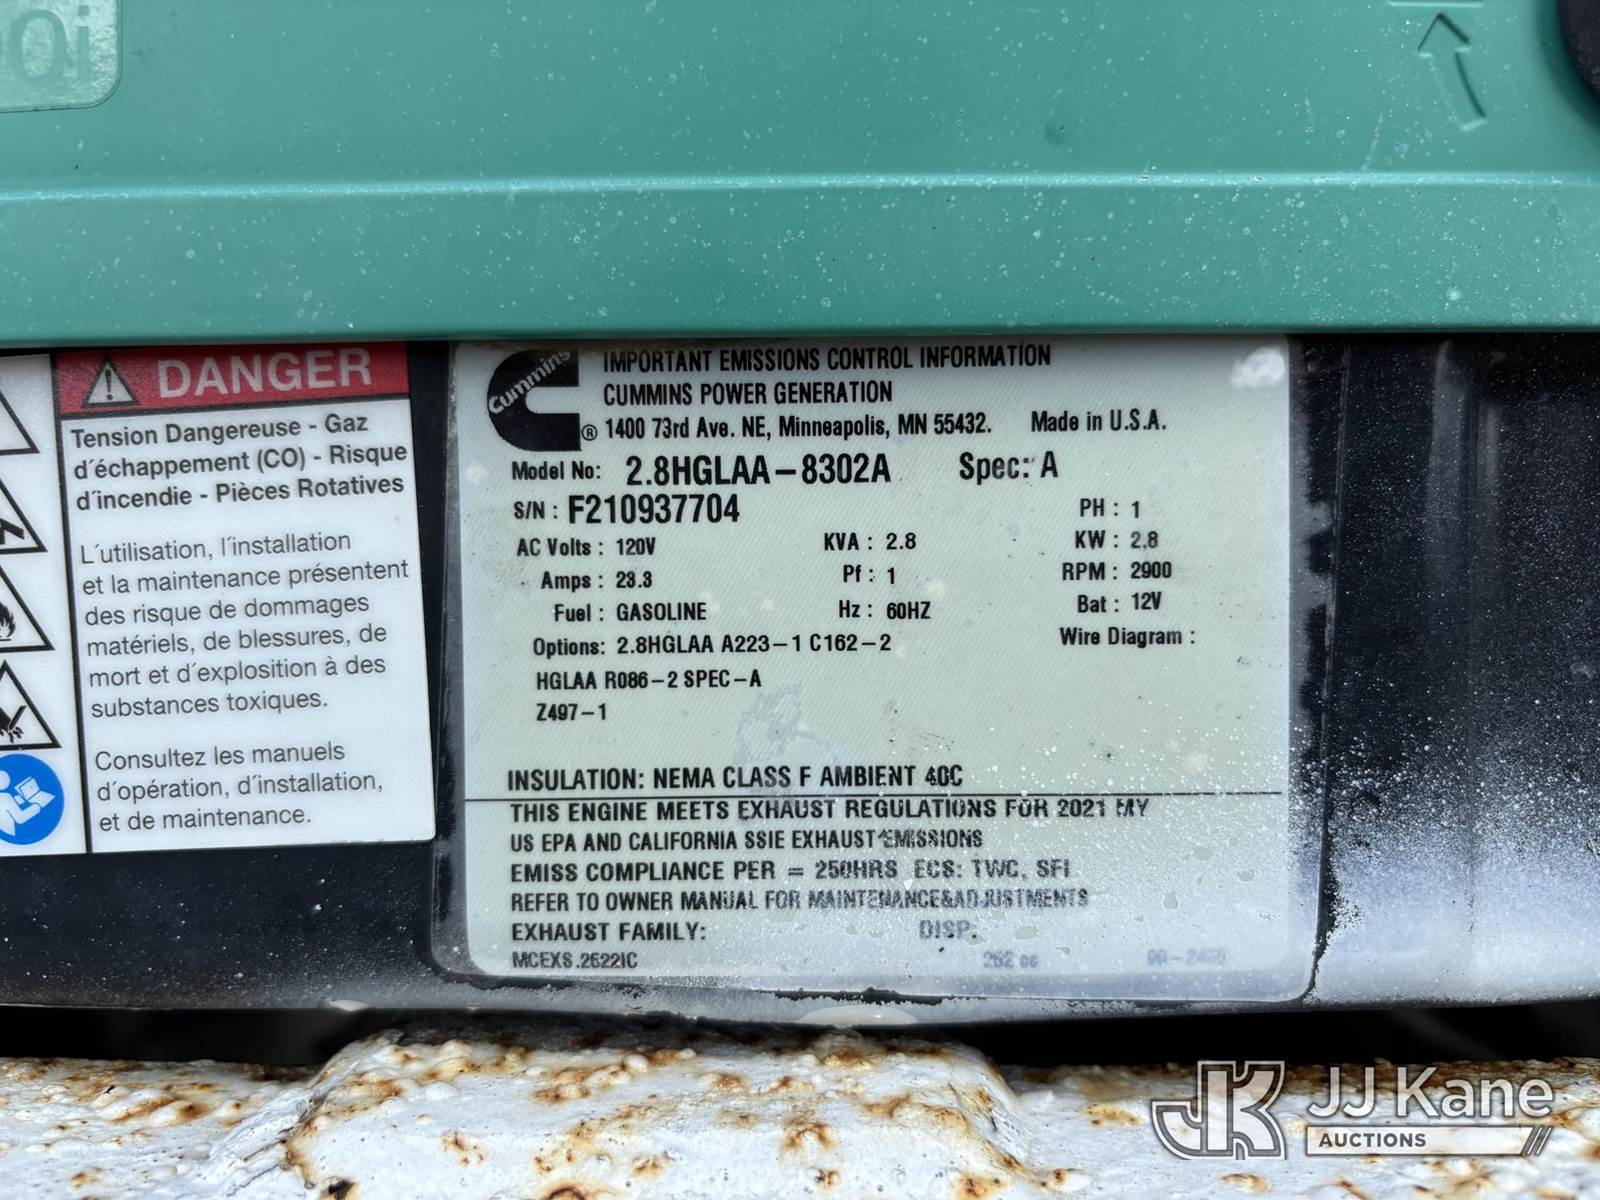 0i
DANGER
Tension Dangereuse - Gaz
d'échappement (CO) - Risque
d'incendie - Pièces Rotatives
L'utilisation, l'installation
et la maintenance présentent
des risque de dommages
matériels, de blessures, de
mort et d'explosition à des
substances toxiques.
Consultez les manuels
d'opération, d'installation,
et de maintenance.
Cummins ®
IMPORTANT EMISSIONS CONTROL INFORMATION
CUMMINS POWER GENERATION
1400 73rd Ave. NE, Minneapolis, MN 55432. Made in U.S.A.
Model No: 2.8HGLAA-8302A Spec: A
S/N : F210937704 PH : 1
AC Volts : 120V KVA : 2.8 KW : 2.8
Amps : 23.3 Pf : 1 RPM : 2900
Fuel : GASOLINE Hz : 60HZ Bat : 12V
Options: 2.8HGLAA A223-1 C162-2 Wire Diagram :
HGLAA R086-2 SPEC-A
Z497-1
INSULATION: NEMA CLASS F AMBIENT 40C
THIS ENGINE MEETS EXHAUST REGULATIONS FOR 2021 MY
US EPA AND CALIFORNIA SSIE EXHAUST EMISSIONS
EMISS COMPLIANCE PER = 250HRS ECS: TWC, SFI
REFER TO OWNER MANUAL FOR MAINTENANCE&ADJUSTMENTS
EXHAUST FAMILY: DISP.
MCEXS.2622IC 262 cc
JK JJ Kane
AUCTIONS